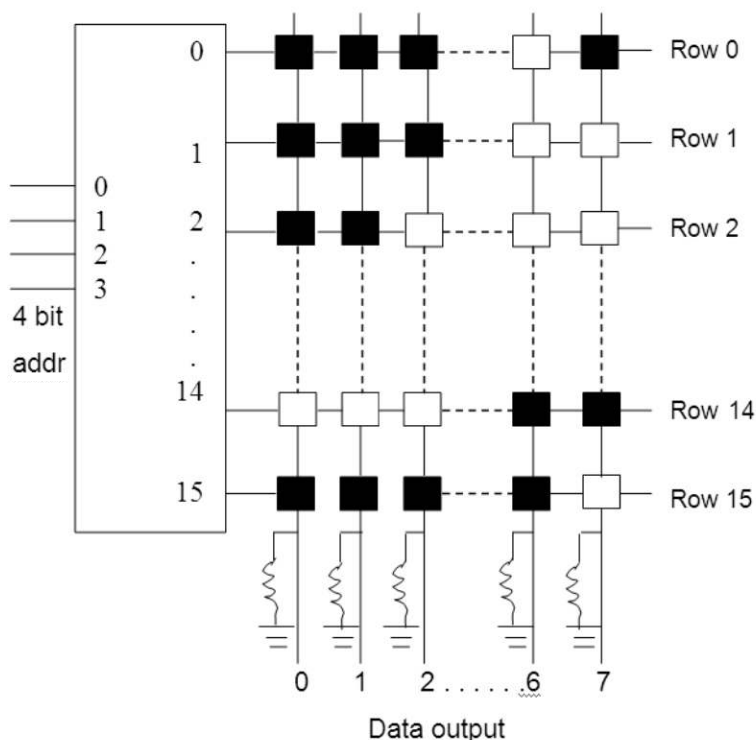 0 Row 0
1 Row 1
0
1
2 Row 2
2 .
3 .
4 bit .
addr .
14 Row 14
15 Row 15
0 1 2 . . . . . .6 7
Data output